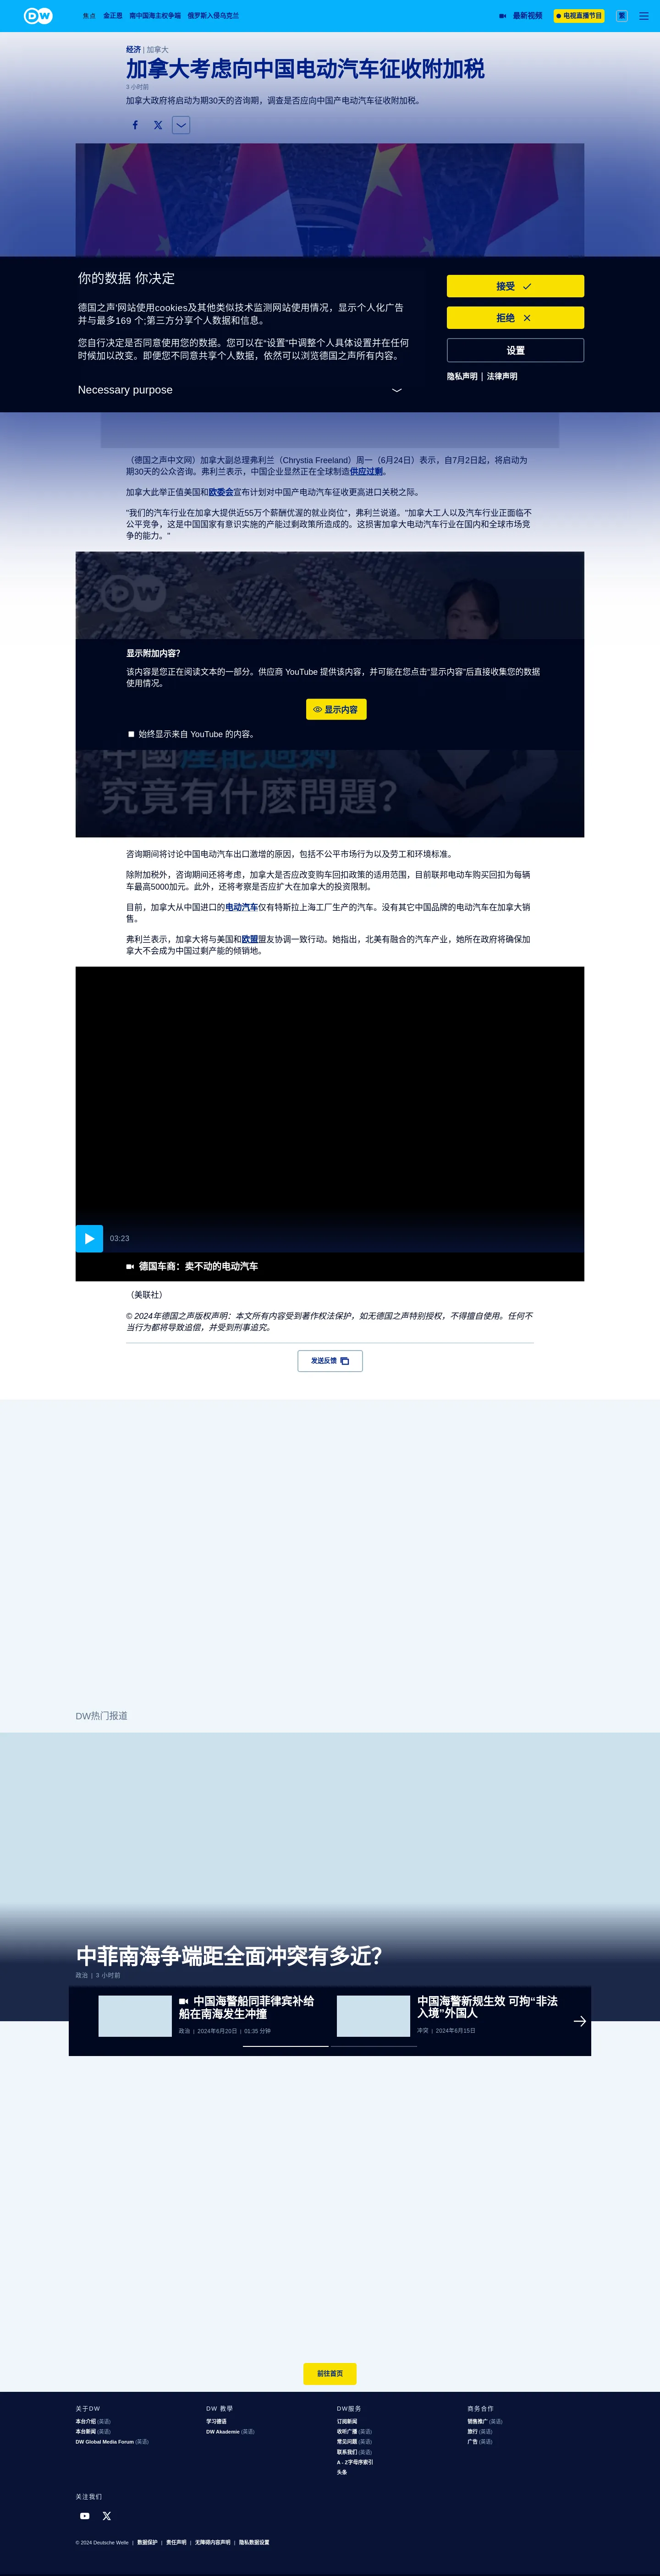 DW
焦点 金正恩 南中国海主权争端 俄罗斯入侵乌克兰
最新视频
电视直播节目
繁
经济 | 加拿大
加拿大考虑向中国电动汽车征收附加税
3 小时前
加拿大政府将启动为期30天的咨询期，调查是否应向中国产电动汽车征收附加税。
你的数据 你决定
德国之声'网站使用cookies及其他类似技术监测网站使用情况，显示个人化广告
并与最多169 个;第三方分享个人数据和信息。
您自行决定是否同意使用您的数据。您可以在“设置”中调整个人具体设置并在任何
时候加以改变。即便您不同意共享个人数据，依然可以浏览德国之声所有内容。
Necessary purpose
接受
拒绝
设置
隐私声明 | 法律声明
（德国之声中文网）加拿大副总理弗利兰（Chrystia Freeland）周一（6月24日）表示，自7月2日起，将启动为
期30天的公众咨询。弗利兰表示，中国企业显然正在全球制造供应过剩。
加拿大此举正值美国和欧委会宣布计划对中国产电动汽车征收更高进口关税之际。
"我们的汽车行业在加拿大提供近55万个薪酬优渥的就业岗位"，弗利兰说道。"加拿大工人以及汽车行业正面临不
公平竞争，这是中国国家有意识实施的产能过剩政策所造成的。这损害加拿大电动汽车行业在国内和全球市场竞
争的能力。"
DW
显示附加内容?
该内容是您正在阅读文本的一部分。供应商 YouTube 提供该内容，并可能在您点击“显示内容”后直接收集您的数据
使用情况。
显示内容
始终显示来自 YouTube 的内容。
中國產能過剩
究竟有什麽問題?
咨询期间将讨论中国电动汽车出口激增的原因，包括不公平市场行为以及劳工和环境标准。
除附加税外，咨询期间还将考虑，加拿大是否应改变购车回扣政策的适用范围，目前联邦电动车购买回扣为每辆
车最高5000加元。此外，还将考察是否应扩大在加拿大的投资限制。
目前，加拿大从中国进口的电动汽车仅有特斯拉上海工厂生产的汽车。没有其它中国品牌的电动汽车在加拿大销
售。
弗利兰表示，加拿大将与美国和欧盟盟友协调一致行动。她指出，北美有融合的汽车产业，她所在政府将确保加
拿大不会成为中国过剩产能的倾销地。
03:23
德国车商：卖不动的电动汽车
（美联社）
© 2024年德国之声版权声明：本文所有内容受到著作权法保护，如无德国之声特别授权，不得擅自使用。任何不
当行为都将导致追偿，并受到刑事追究。
发送反馈
DW热门报道
中菲南海争端距全面冲突有多近?
政治 | 3 小时前
中国海警船同菲律宾补给
船在南海发生冲撞
政治 | 2024年6月20日 | 01:35 分钟
中国海警新规生效 可拘“非法
入境”外国人
冲突 | 2024年6月15日
前往首页
关于DW
本台介绍 (英语)
本台新闻 (英语)
DW Global Media Forum (英语)
DW 教學
学习德语
DW Akademie (英语)
DW服务
订阅新闻
收听广播 (英语)
常见问题 (英语)
联系我们 (英语)
A - Z字母序索引
头条
商务合作
销售推广 (英语)
旅行 (英语)
广告 (英语)
关注我们
© 2024 Deutsche Welle | 数据保护 | 责任声明 | 无障碍内容声明 | 隐私数据设置